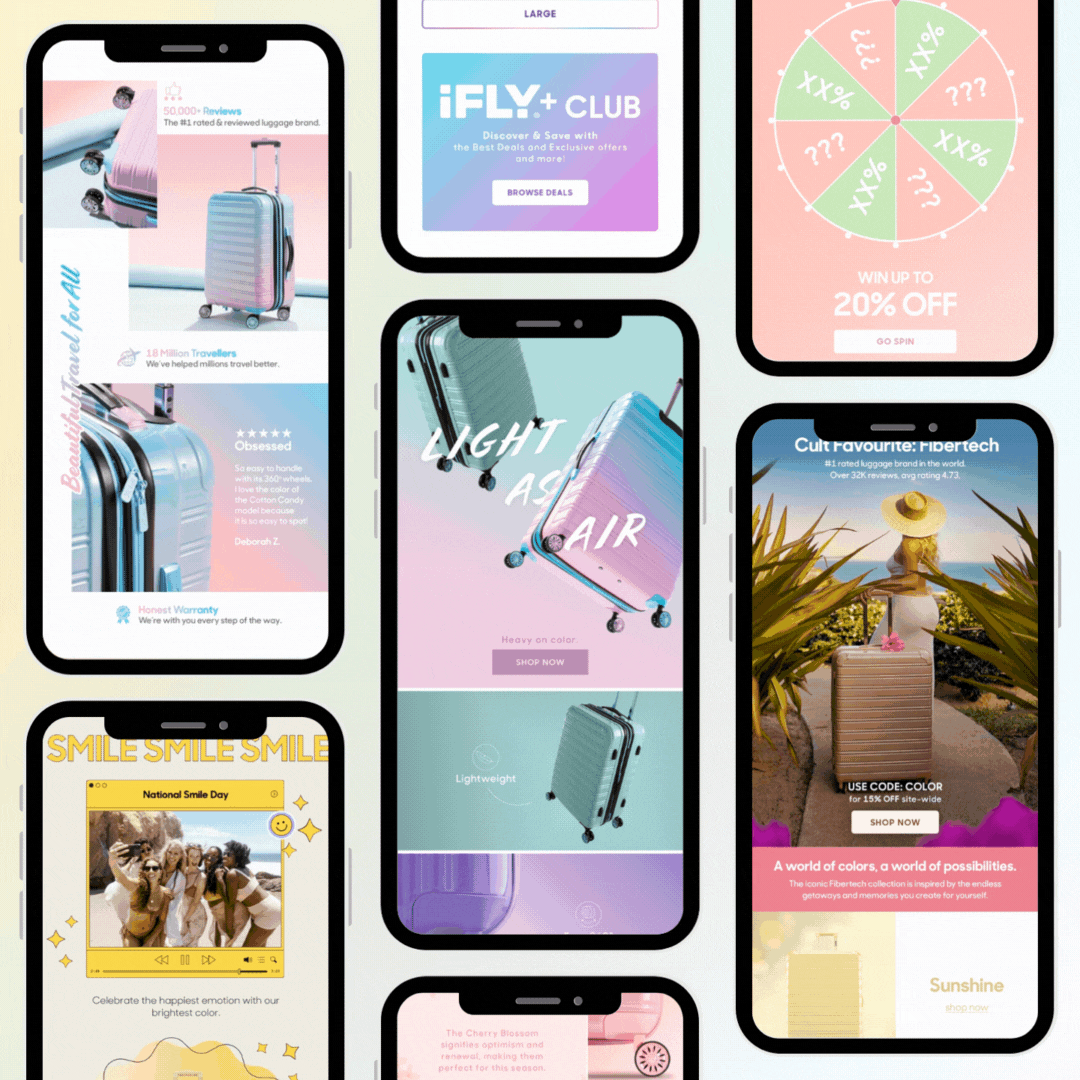 50,000+ Reviews
The #1 rated & reviewed luggage brand.
Beautiful Travel for All
18 Million Travellers
We've helped millions travel better.
★★★★★
Obsessed
So easy to handle
with its 360° wheels.
I love the color of
the Cotton Candy
model because
it is so easy to spot!
Deborah Z.
Honest Warranty
We're with you every step of the way.
SMILE SMILE SMILE
National Smile Day
Celebrate the happiest emotion with our
brightest color.
LARGE
iFLY+ CLUB
Discover & Save with
the Best Deals and Exclusive offers
and more!
BROWSE DEALS
LIGHT
AS
AIR
Heavy on color.
SHOP NOW
Lightweight
The Cherry Blossom
signifies optimism and
renewal, making them
perfect for this season.
XX%
???
XX%
???
XX%
???
XX%
???
WIN UP TO
20% OFF
GO SPIN
Cult Favourite: Fibertech
#1 rated luggage brand in the world.
Over 32K reviews, avg rating 4.73.
USE CODE: COLOR
for 15% OFF site-wide
SHOP NOW
A world of colors, a world of possibilities.
The iconic Fibertech collection is inspired by the endless
getaways and memories you create for yourself.
Sunshine
shop now